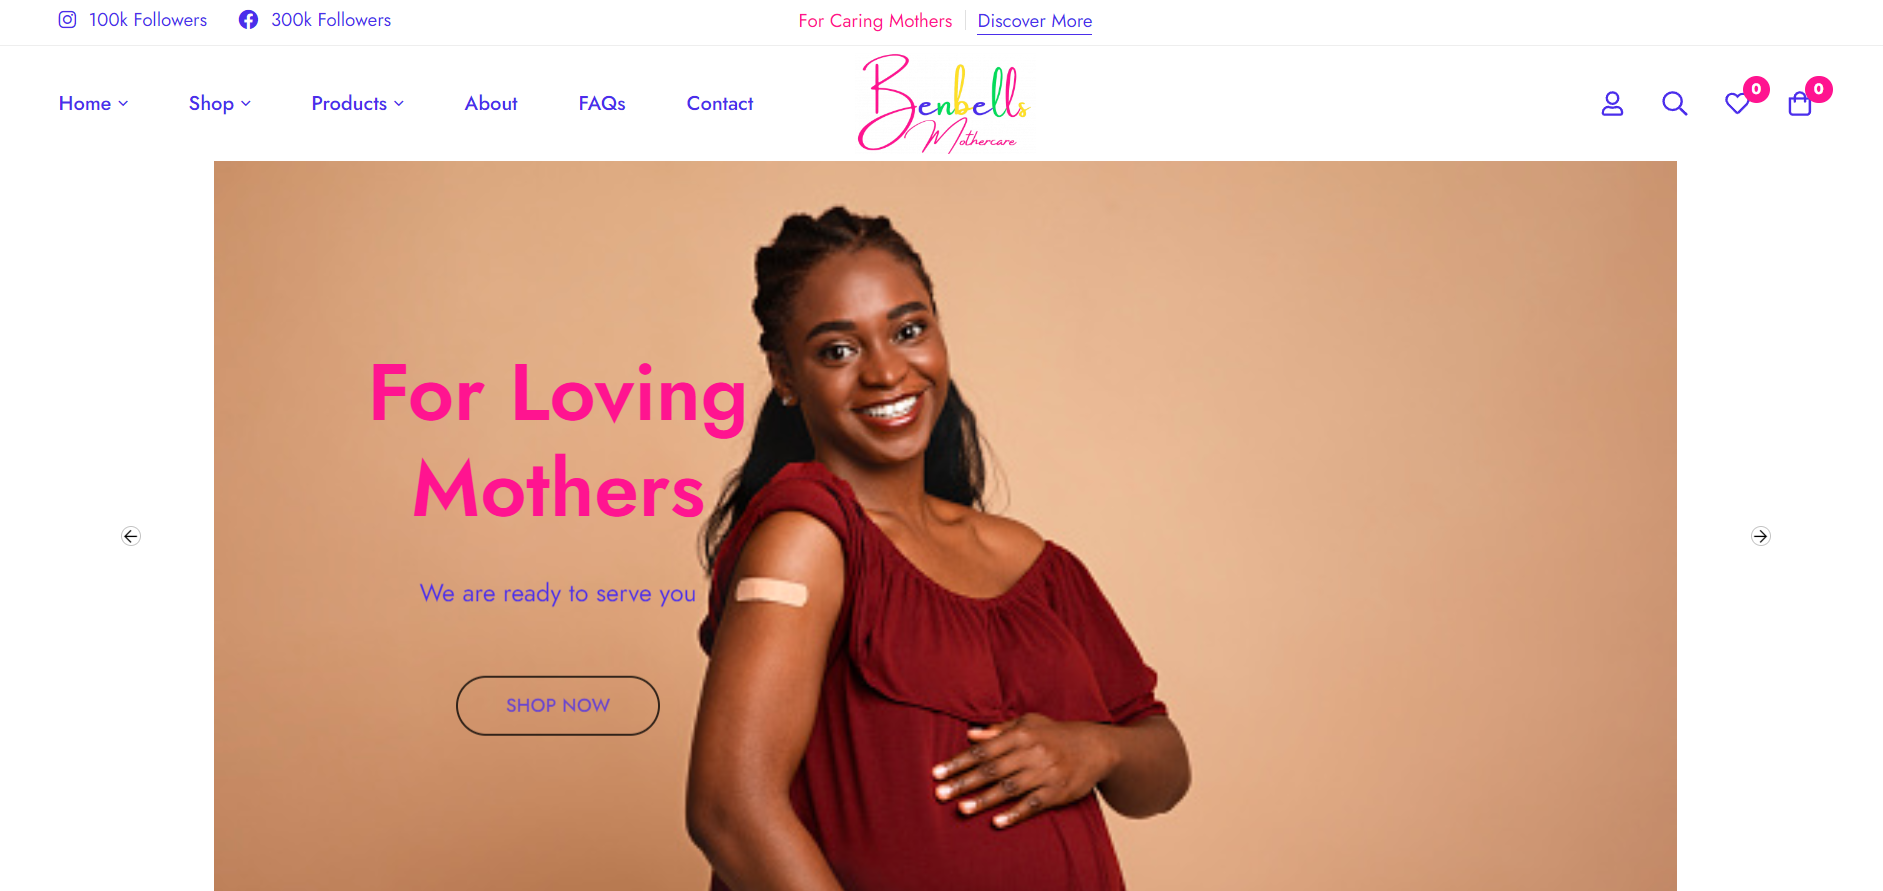 100k Followers
300k Followers
For Caring Mothers
Discover More
Home
Shop
Products
About
FAQs
Contact
Benbells
Mothercare
0
0
For Loving
Mothers
We are ready to serve you
SHOP NOW